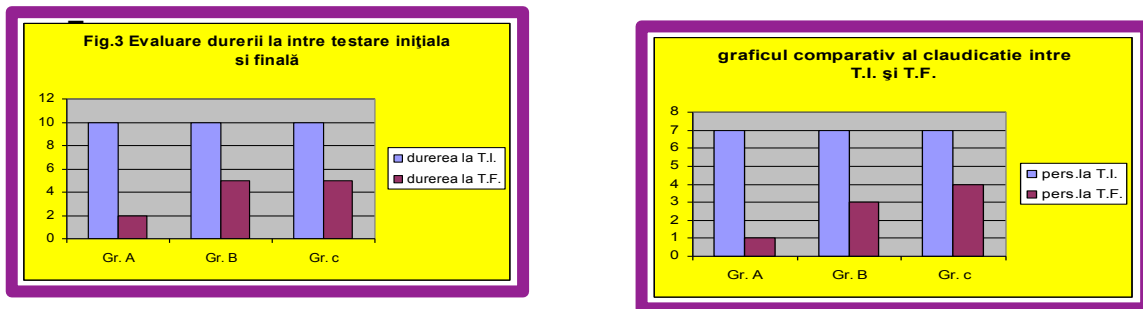 Fig.3 Evaluare durerii la intre testare iniţiala
si finală
12
10
8
6
4
2
0
Gr. A Gr. B Gr. c
durerea la T.I.
durerea la T.F.
graficul comparativ al claudicatie intre
T.I. şi T.F.
8
7
6
5
4
3
2
1
0
Gr. A Gr. B Gr. c
pers.la T.I.
pers.la T.F.